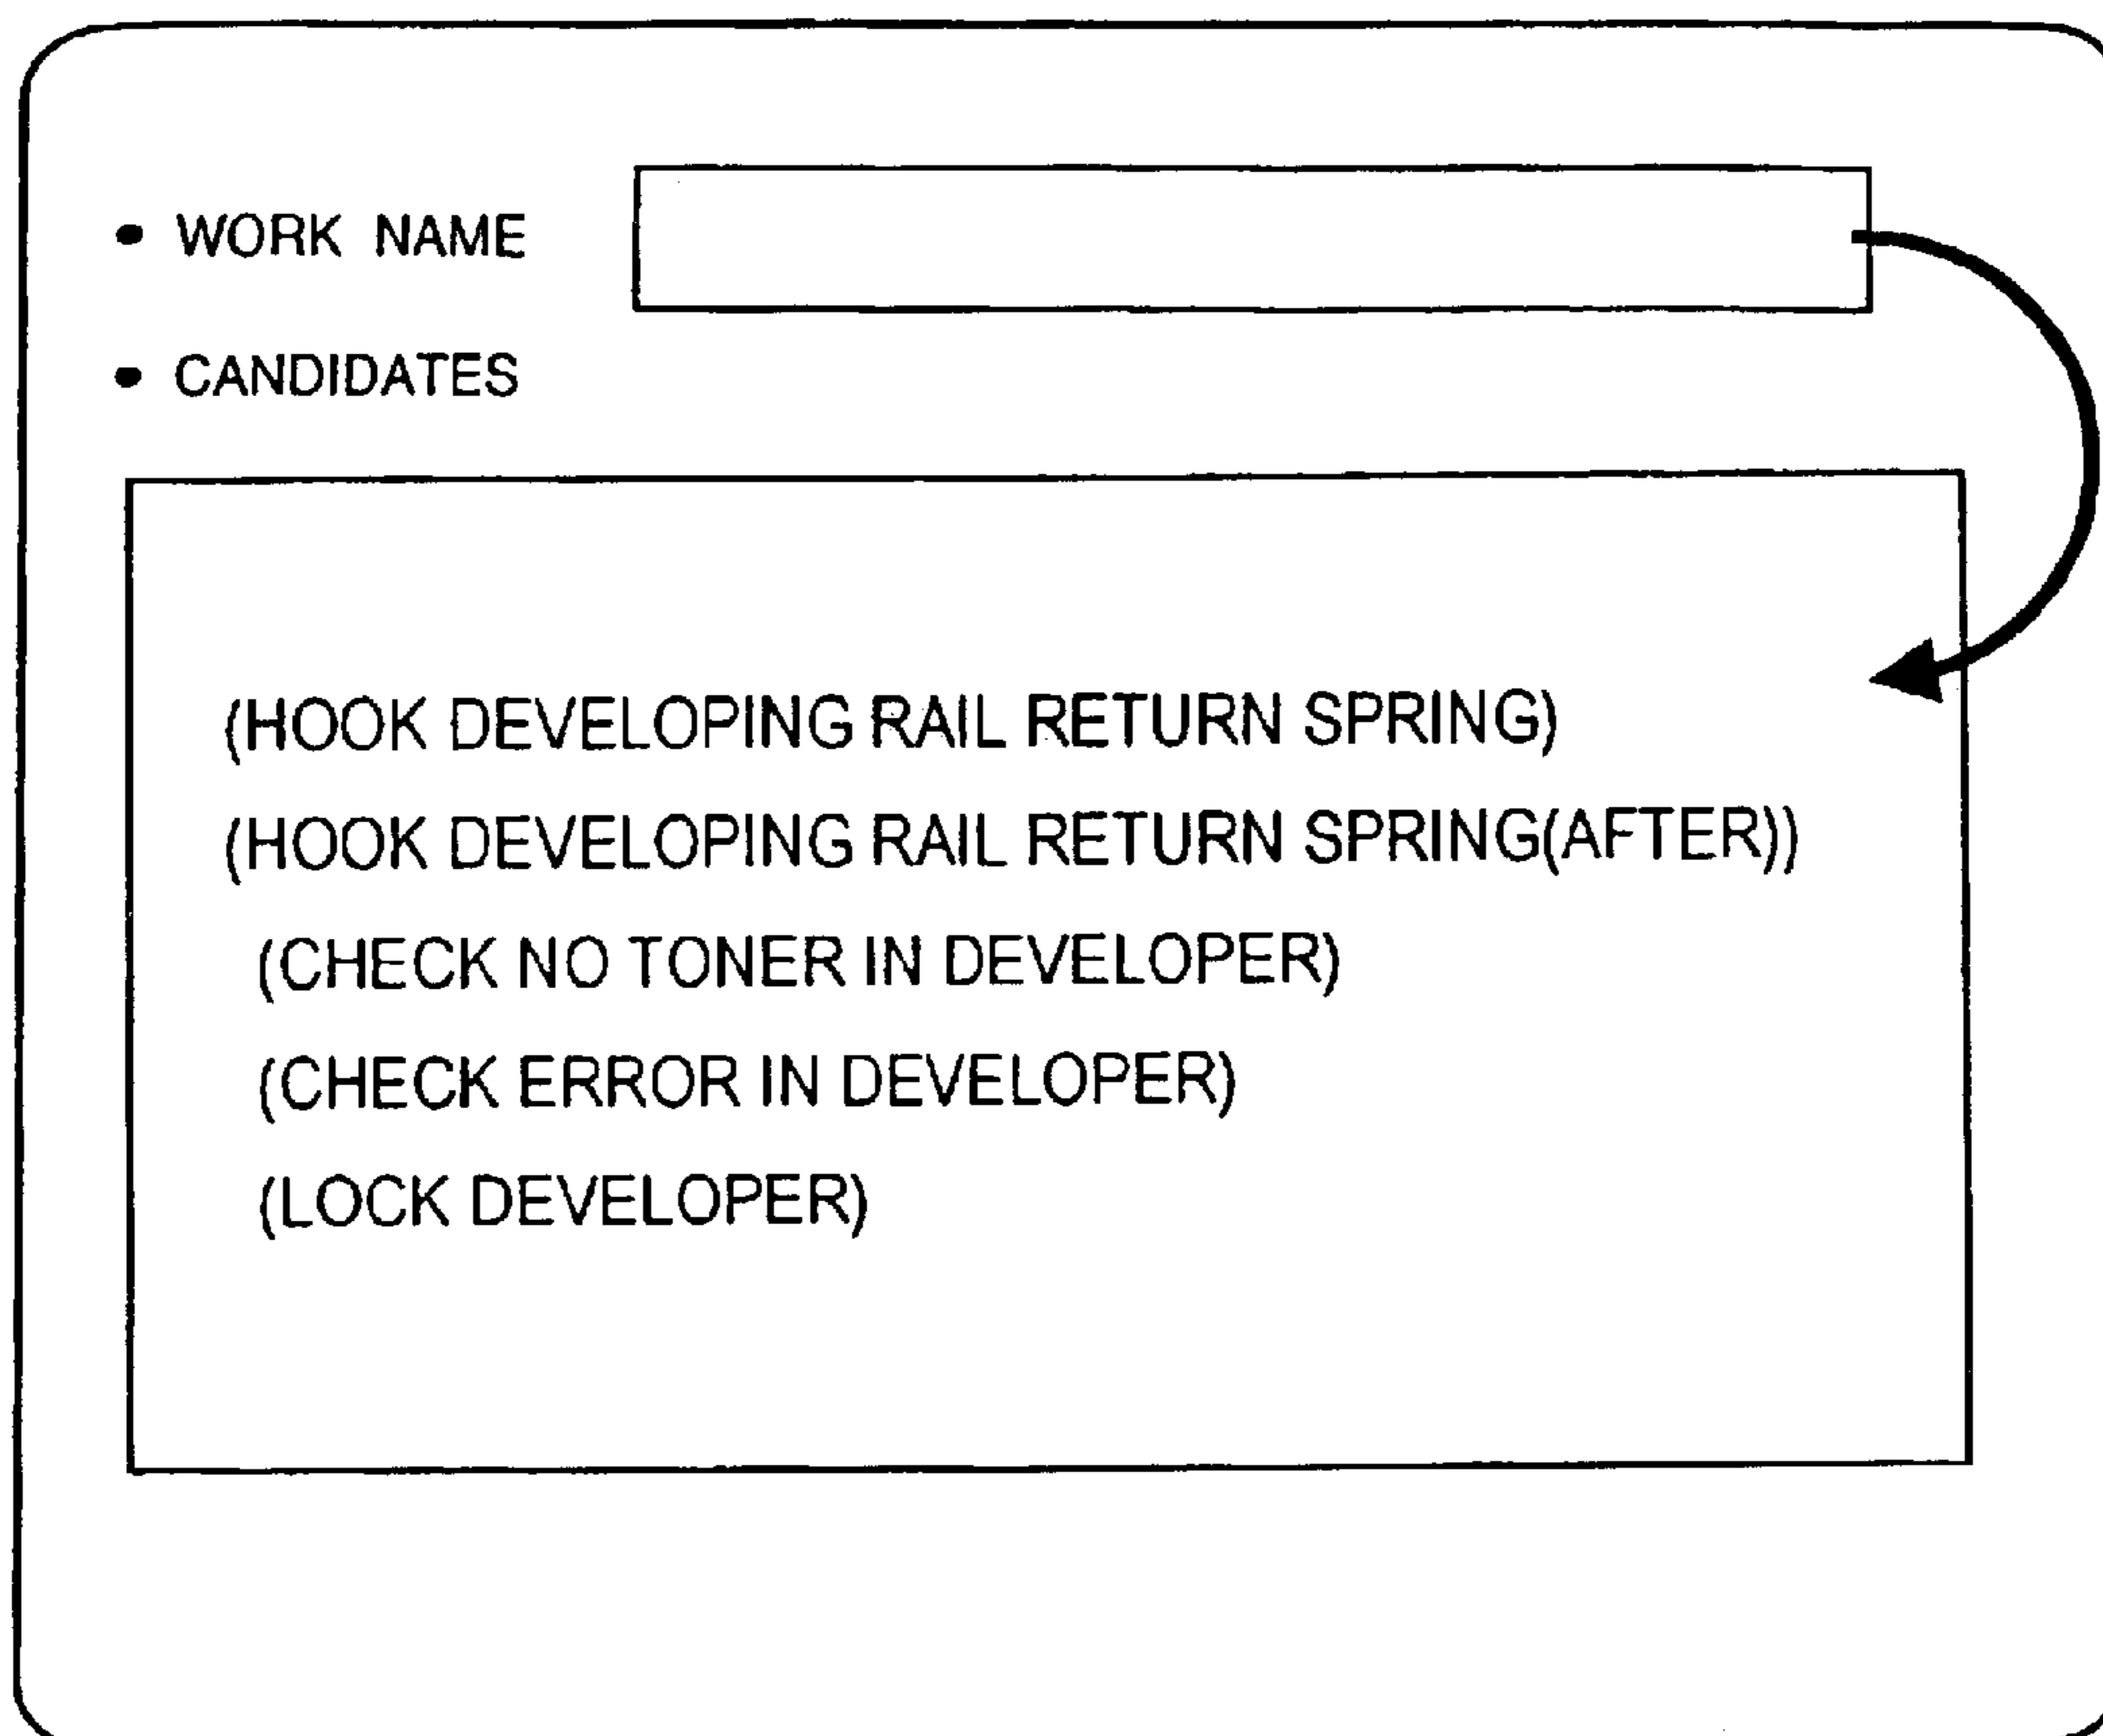 • WORK NAME
• CANDIDATES
(HOOK DEVELOPING RAIL RETURN SPRING)
(HOOK DEVELOPING RAIL RETURN SPRING(AFTER))
(CHECK NO TONER IN DEVELOPER)
(CHECK ERROR IN DEVELOPER)
(LOCK DEVELOPER)